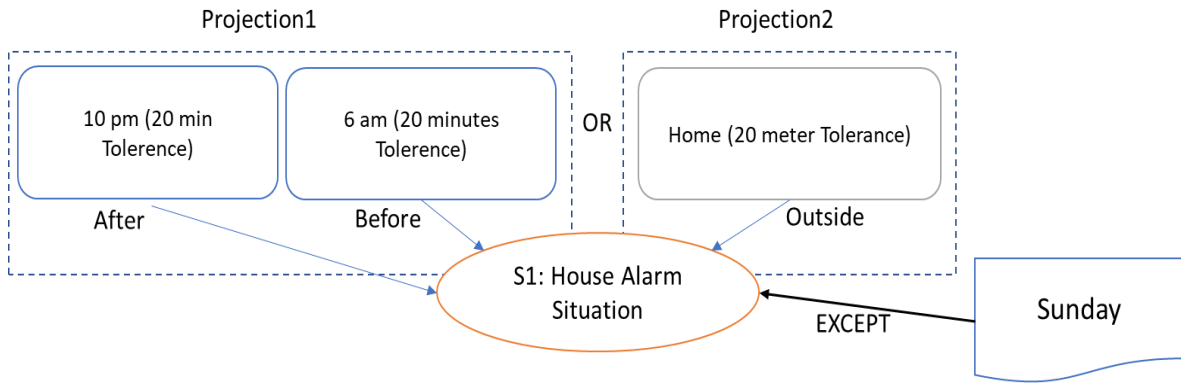 Projection1
Projection2
10 pm (20 min
Tolerence)
6 am (20 minutes
Tolerence)
OR
Home (20 meter Tolerance)
After
Before
Outside
S1: House Alarm
Situation
EXCEPT
Sunday